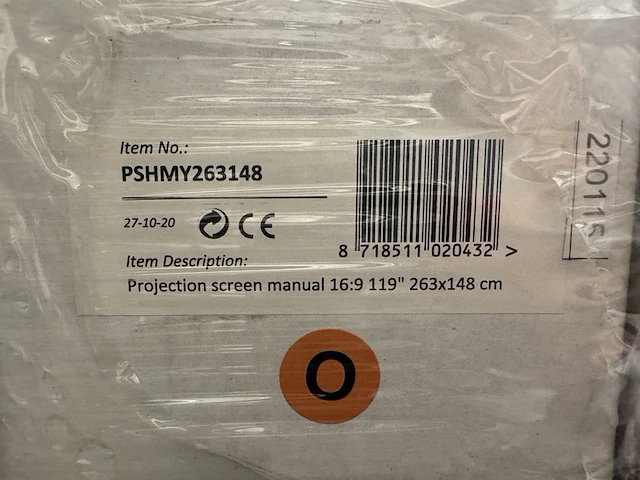 Item No.:
PSHMY263148
27-10-20 CE
Item Description:
Projection screen manual 16:9 119" 263x148 cm
8 718511 020432 >
220115
O